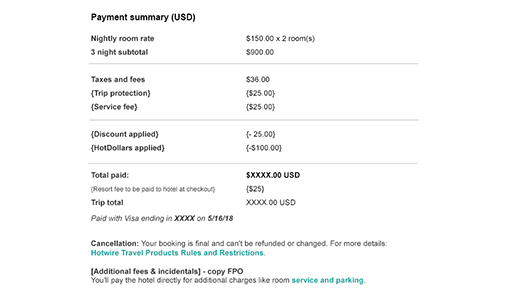 Payment summary (USD)
Nightly room rate $150.00 x 2 room(s)
3 night subtotal $900.00
Taxes and fees $36.00
{Trip protection} {$25.00}
{Service fee} {$25.00}
{Discount applied} {- 25.00}
{HotDollars applied} {-$100.00}
Total paid: $XXXX.00 USD
{Resort fee to be paid to hotel at checkout} {$25}
Trip total XXXX.00 USD
Paid with Visa ending in XXXX on 5/16/18
Cancellation: Your booking is final and can't be refunded or changed. For more details:
Hotwire Travel Products Rules and Restrictions.
[Additional fees & incidentals] - copy FPO
You'll pay the hotel directly for additional charges like room service and parking.